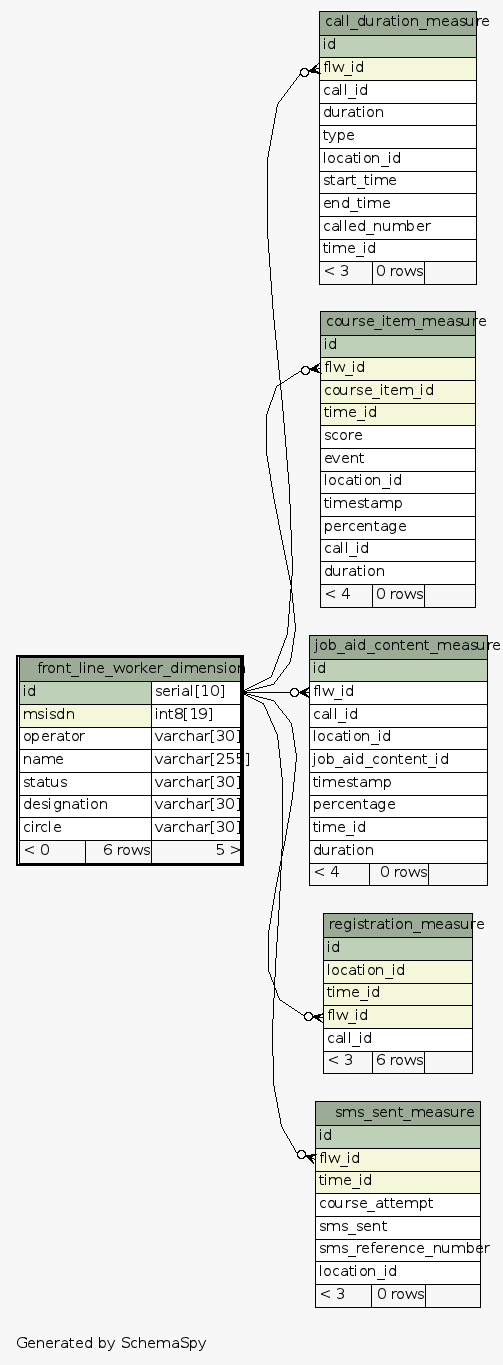 call_duration_measure
id
flw_id
call_id
duration
type
location_id
start_time
end_time
called_number
time_id
< 3 0 rows
course_item_measure
id
flw_id
course_item_id
time_id
score
event
location_id
timestamp
percentage
call_id
duration
< 4 0 rows
front_line_worker_dimension
id serial[10]
msisdn int8[19]
operator varchar[30]
name varchar[255]
status varchar[30]
designation varchar[30]
circle varchar[30]
< 0 6 rows 5 >
job_aid_content_measure
id
flw_id
call_id
location_id
job_aid_content_id
timestamp
percentage
time_id
duration
< 4 0 rows
registration_measure
id
location_id
time_id
flw_id
call_id
< 3 6 rows
sms_sent_measure
id
flw_id
time_id
course_attempt
sms_sent
sms_reference_number
location_id
< 3 0 rows
Generated by SchemaSpy